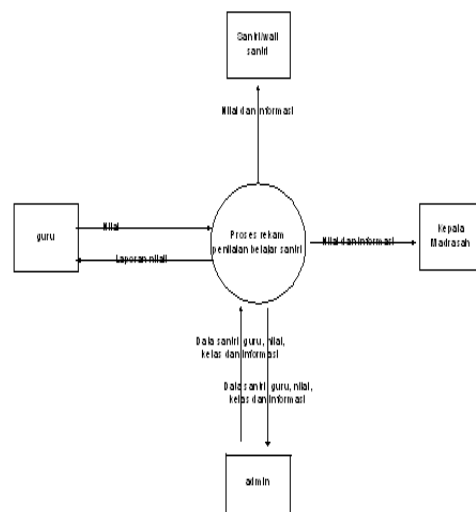 Santri/wali
santri
Nilai dan informasi
guru
Nilai
Laporan nilai
Proses rekam
penilaian belajar santri
Nilai dan informasi
Kepala
Madrasah
Data santri guru, nilai,
kelas dan informasi
Data santri guru, nilai,
kelas dan informasi
admin